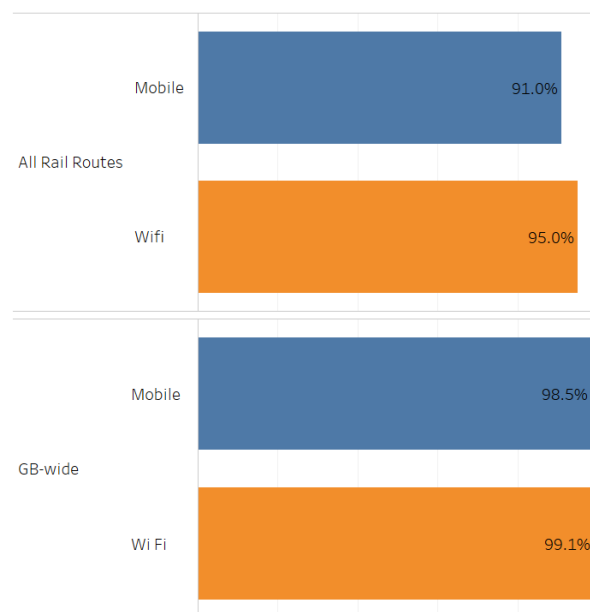 Mobile
91.0%
All Rail Routes
Wifi
95.0%
Mobile
98.5%
GB-wide
Wi Fi
99.1%